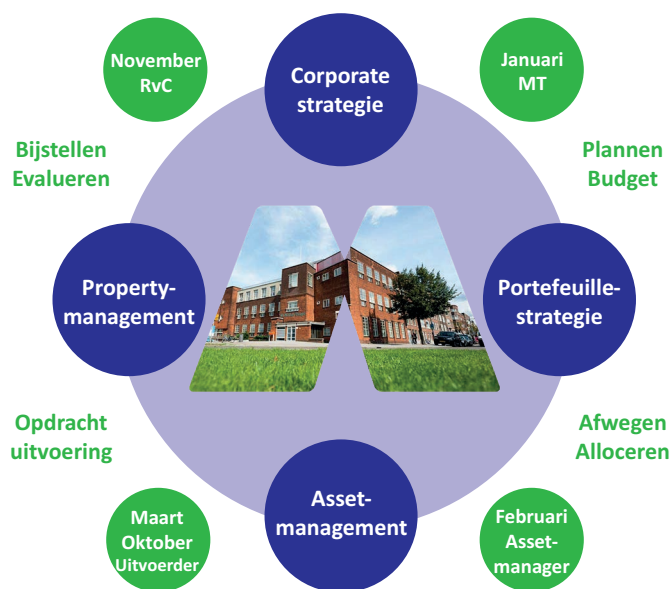 November
RvC
Corporate
strategie
Januari
MT
Bijstellen
Evalueren
Plannen
Budget
Property-
management
Portefeuille-
strategie
Opdracht
uitvoering
Afwegen
Alloceren
Maart
Oktober
Uitvoerder
Asset-
management
Februari
Asset-
manager